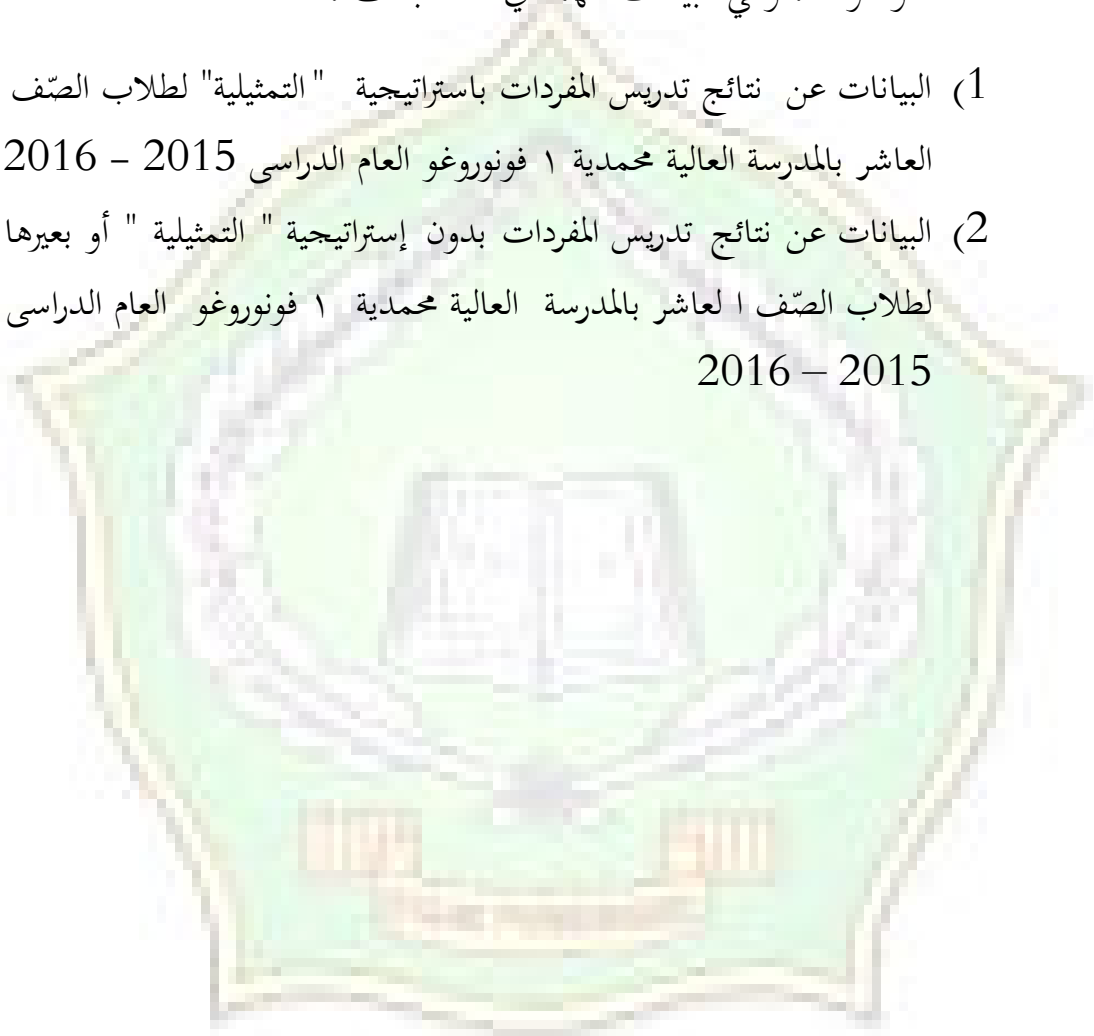 1) البيانات عن نتائج تدريس المفردات باستراتيجية "التمثيلية" لطلاب الصّف
العاشر بالمدرسة العالية محمدية ١ فونوروغو العام الدراسى 2015 – 2016
2) البيانات عن نتائج تدريس المفردات بدون إستراتيجية " التمثيلية " أو بعيرها
لطلاب الصّف ا لعاشر بالمدرسة العالية محمدية ١ فونوروغو العام الدراسى
2015 – 2016